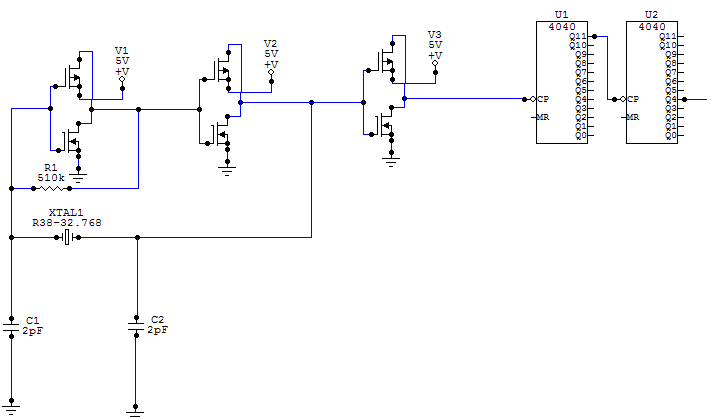 V1
5V
+V
V2
5V
+V
V3
5V
+V
U1
4040
Q11
Q10
Q9
Q8
Q7
Q6
Q5
Q4
Q3
Q2
Q1
Q0
CP
MR
U2
4040
Q11
Q10
Q9
Q8
Q7
Q6
Q5
Q4
Q3
Q2
Q1
Q0
CP
MR
R1
510k
XTAL1
R38-32.768
C1
2pF
C2
2pF